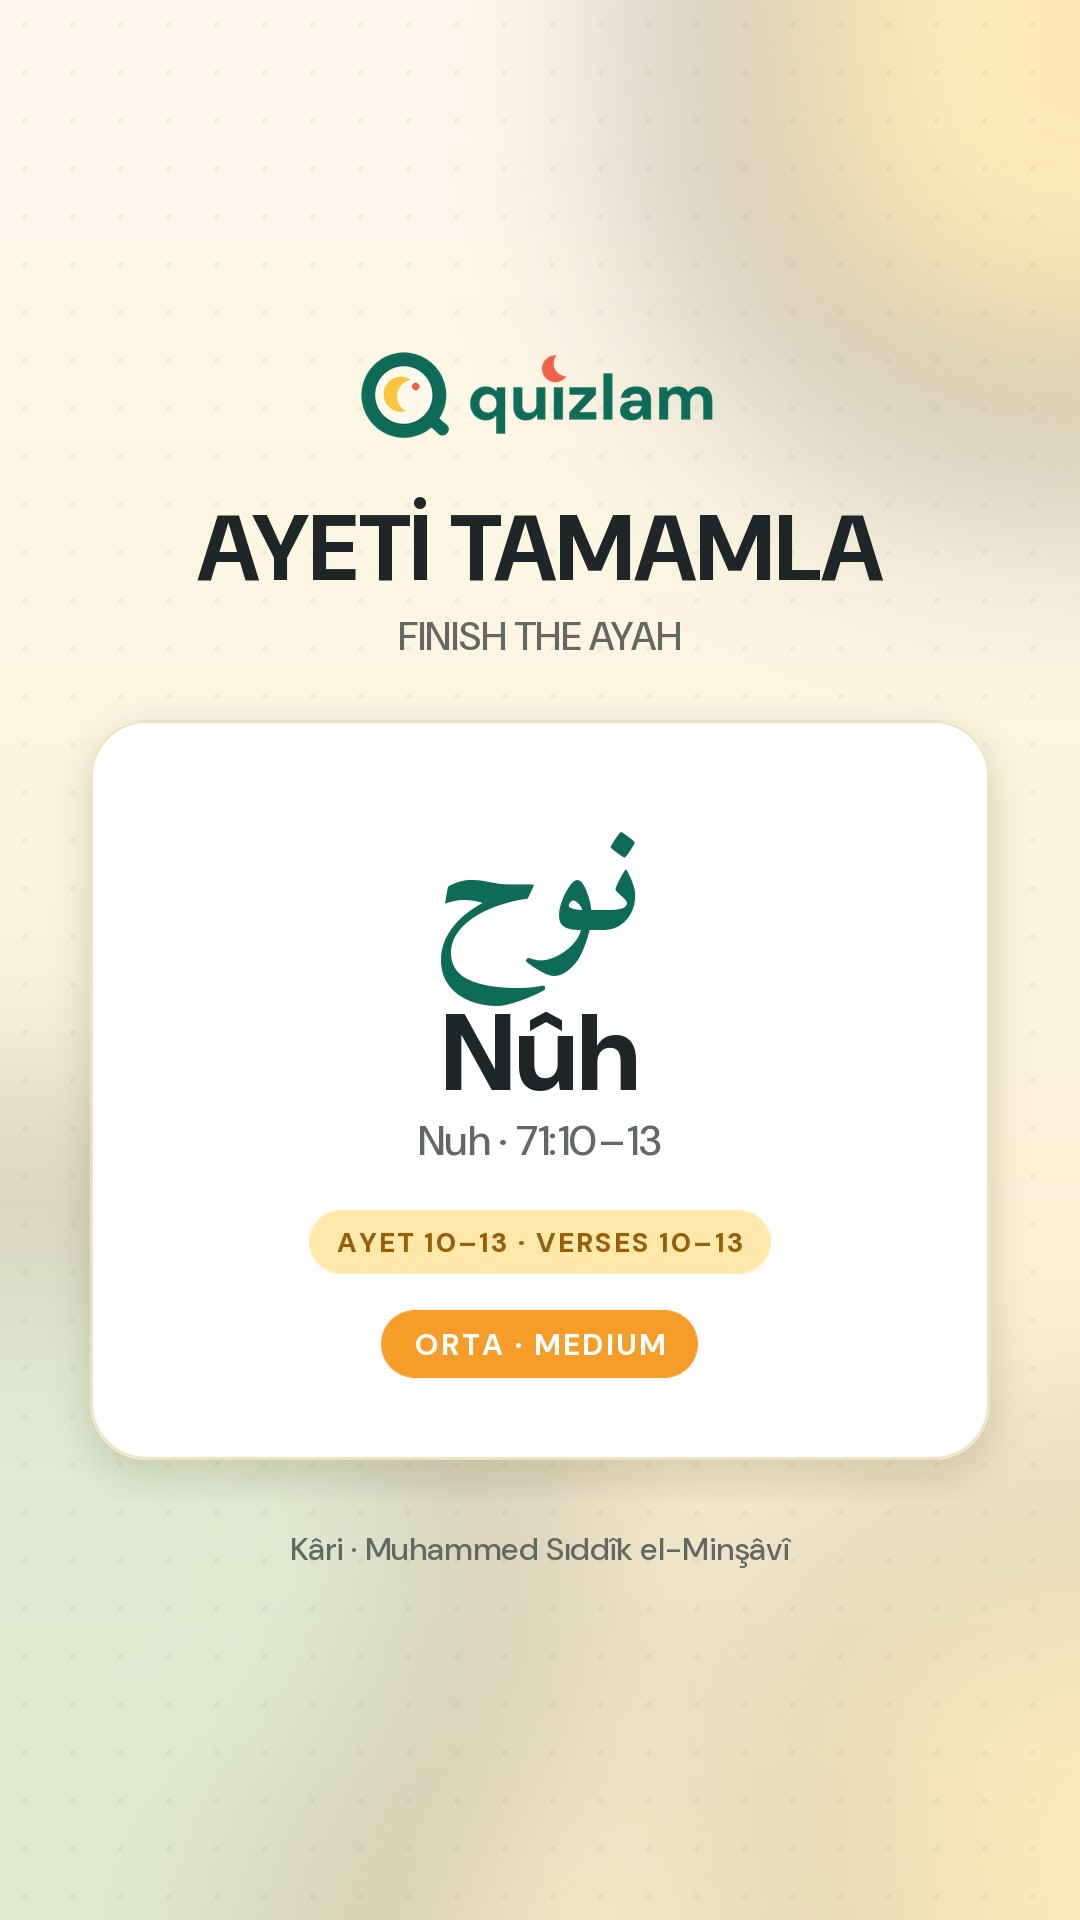 quizlam
AYETİ TAMAMLA
FINISH THE AYAH
نوح
Nûh
Nuh · 71:10–13
AYET 10–13 · VERSES 10–13
ORTA · MEDIUM
Kâri · Muhammed Sıddîk el-Minşâvî